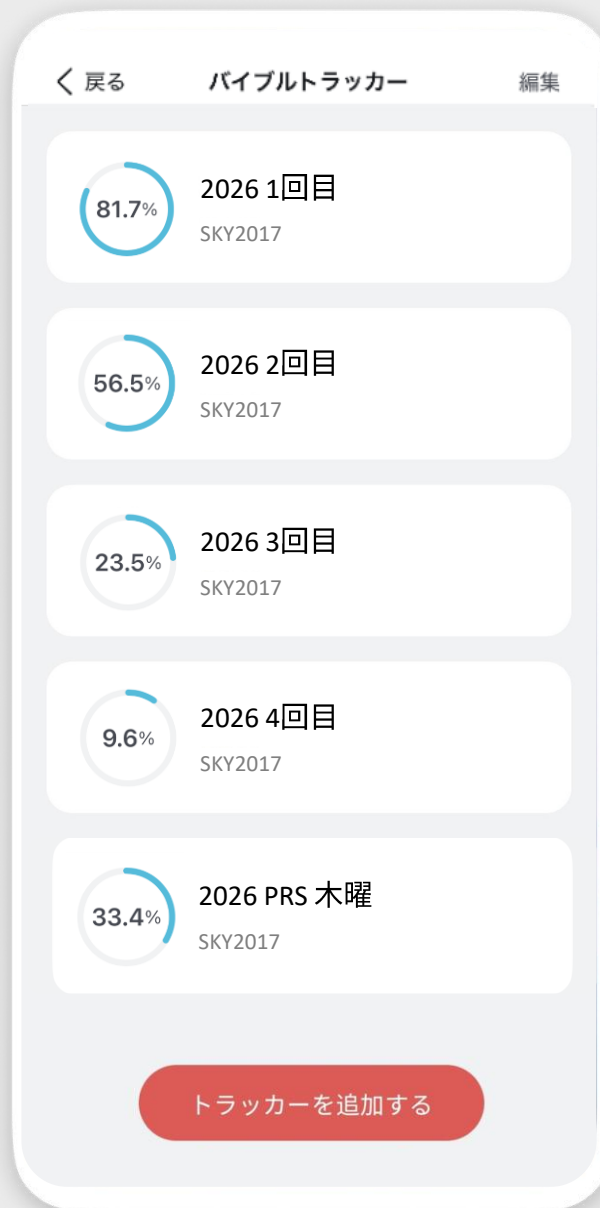 戻る バイブルトラッカー 編集
81.7% 2026 1回目
SKY2017
56.5% 2026 2回目
SKY2017
23.5% 2026 3回目
SKY2017
9.6% 2026 4回目
SKY2017
33.4% 2026 PRS 木曜
SKY2017
トラッカーを追加する